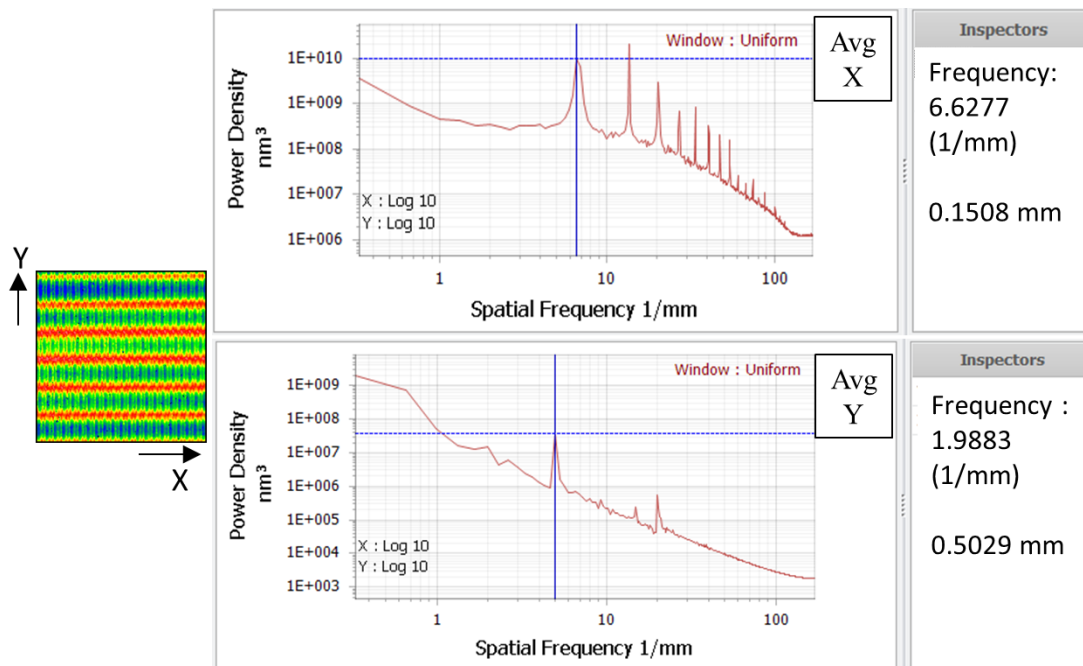 Window : Uniform
Avg
X
1E+010
1E+009
1E+008
1E+007
1E+006
Power Density
nm³
X : Log 10
Y : Log 10
1
10
100
Spatial Frequency 1/mm
Inspectors
Frequency:
6.6277
(1/mm)
0.1508 mm
Y
X
Window : Uniform
Avg
Y
1E+009
1E+008
1E+007
1E+006
1E+005
1E+004
1E+003
Power Density
nm³
X : Log 10
Y : Log 10
1
10
100
Spatial Frequency 1/mm
Inspectors
Frequency :
1.9883
(1/mm)
0.5029 mm